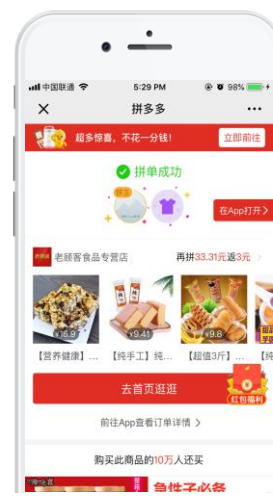 中国联通 5:29 PM 98%
拼多多
超多惊喜，不花一分钱！ 立即前往
拼单成功
在App打开>
老顾客食品专营店 再拼33.31元返3元 >
¥16.9 ¥9.41 ¥9.8
【营养健康】... 【纯手工】纯... 【超值3斤】... 【纯
去首页逛逛
红包福利
前往App查看订单详情 >
购买此商品的10万人还买
急性子必备